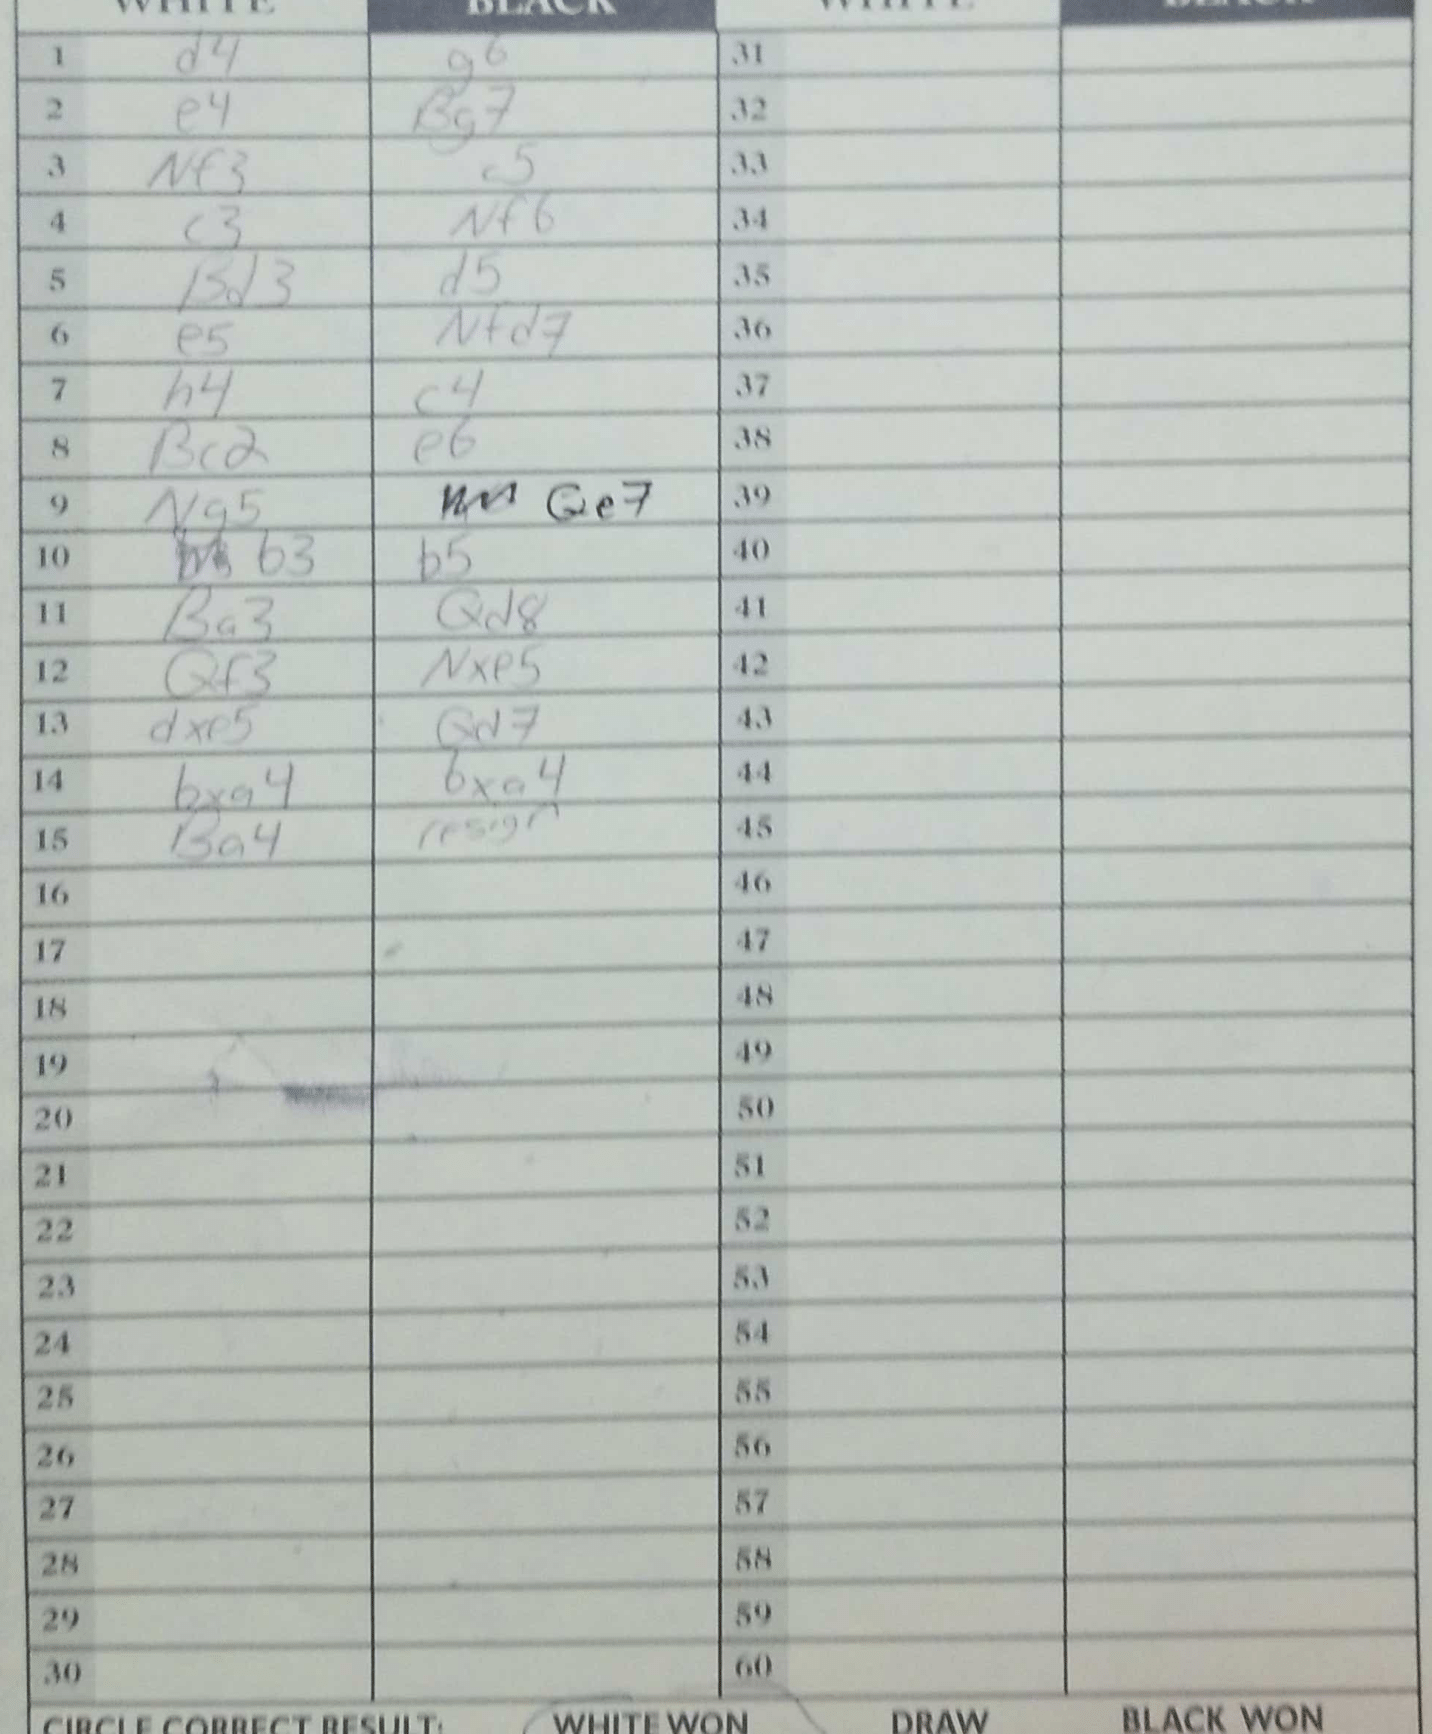 WHITE BLACK WHITE BLACK
1 d4 g6 31
2 e4 Bg7 32
3 Nf3 c5 33
4 c3 Nf6 34
5 Bd3 d5 35
6 e5 Nfd7 36
7 h4 c4 37
8 Bc2 e6 38
9 Ng5 Qe7 39
10 b3 b5 40
11 Ba3 Qd8 41
12 Qf3 Nxe5 42
13 dxe5 Qd7 43
14 bxa4 bxa4 44
15 Ba4 resign 45
16 46
17 47
18 48
19 49
20 50
21 51
22 52
23 53
24 54
25 55
26 56
27 57
28 58
29 59
30 60
CIRCLE CORRECT RESULT: WHITE WON DRAW BLACK WON